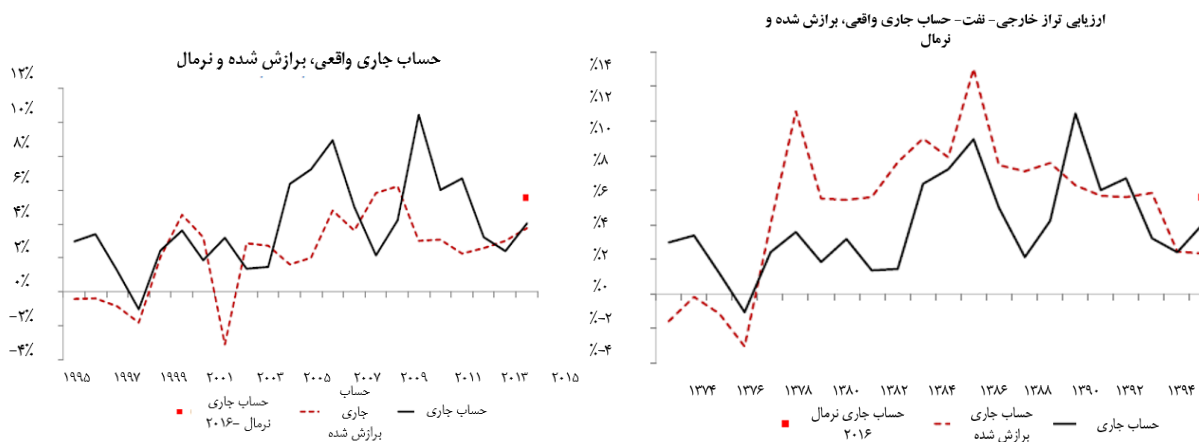 حساب جاری واقعی، برازش شده و نرمال
۱۲٪
۱۰٪
۸٪
۶٪
۴٪
۲٪
۰٪
-۲٪
-۴٪
۱۹۹۵ ۱۹۹۷ ۱۹۹۹ ۲۰۰۱ ۲۰۰۳ ۲۰۰۵ ۲۰۰۷ ۲۰۰۹ ۲۰۱۱ ۲۰۱۳ ۲۰۱۵
حساب جاری
نرمال -۲۰۱۶
حساب
جاری
برازش شده
حساب جاری
ارزیابی تراز خارجی- نفت- حساب جاری واقعی، برازش شده و
نرمال
٪۱۴
٪۱۲
٪۱۰
٪۸
٪۶
٪۴
٪۲
٪۰
٪-۲
٪-۴
۱۳۷۴ ۱۳۷۶ ۱۳۷۸ ۱۳۸۰ ۱۳۸۲ ۱۳۸۴ ۱۳۸۶ ۱۳۸۸ ۱۳۹۰ ۱۳۹۲ ۱۳۹۴
حساب جاری نرمال
۲۰۱۶
حساب جاری
برازش شده
حساب جاری